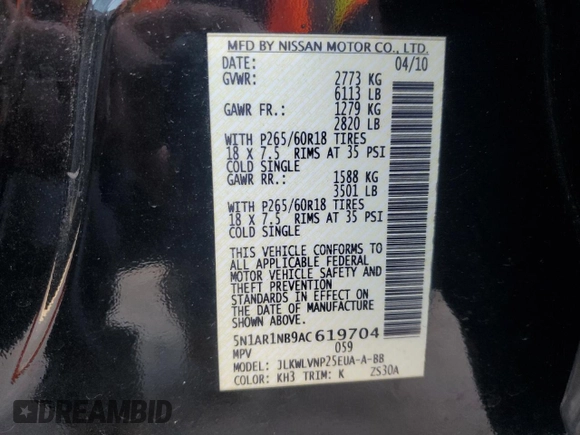 MFD BY NISSAN MOTOR CO., LTD.
DATE: 04/10
GVWR: 2773 KG
6113 LB
GAWR FR.: 1279 KG
2820 LB
WITH P265/60R18 TIRES
18 X 7.5 RIMS AT 35 PSI
COLD SINGLE
GAWR RR.: 1588 KG
3501 LB
WITH P265/60R18 TIRES
18 X 7.5 RIMS AT 35 PSI
COLD SINGLE
THIS VEHICLE CONFORMS TO
ALL APPLICABLE FEDERAL
MOTOR VEHICLE SAFETY AND
THEFT PREVENTION
STANDARDS IN EFFECT ON
THE DATE OF MANUFACTURE
SHOWN ABOVE.
5N1AR1NB9AC619704
MPV 059
MODEL: JLKWLVNP25EUA-A-BB
COLOR: KH3 TRIM: K ZS30A
DREAMBID